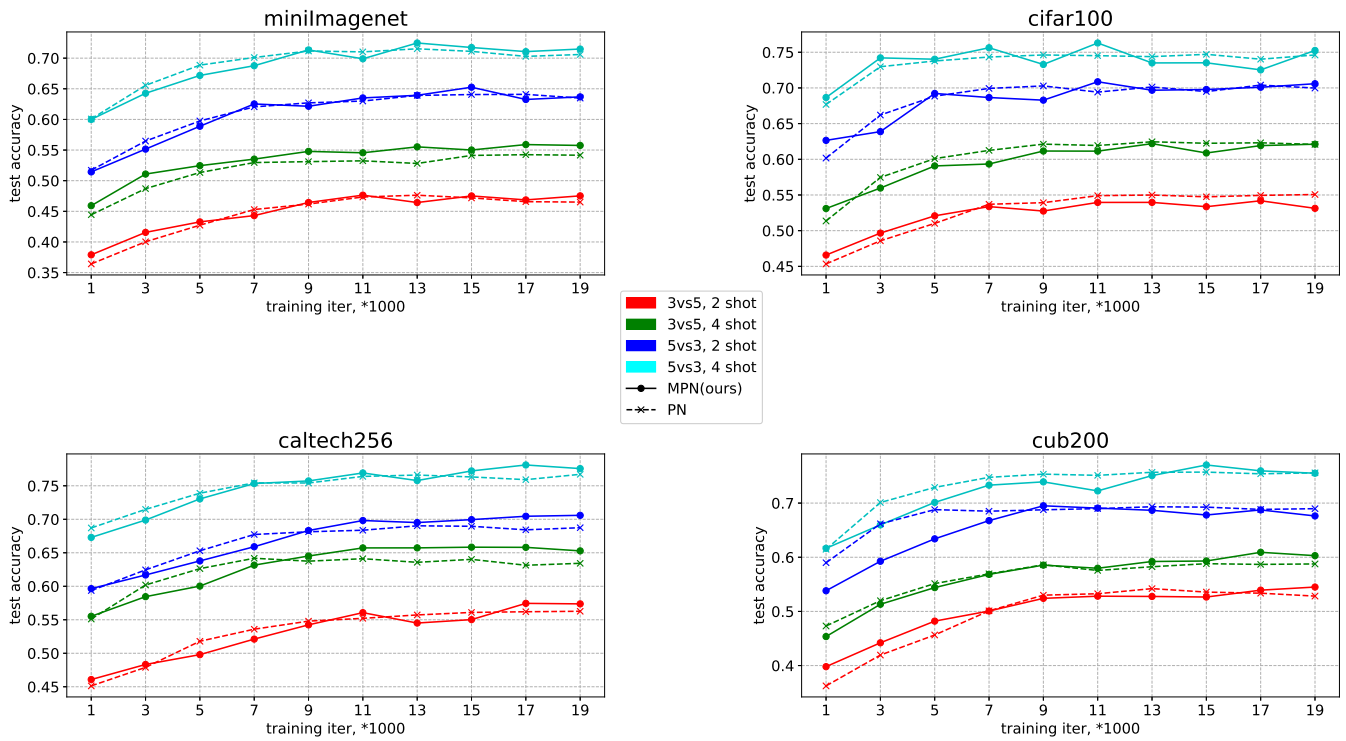 miniImagenet
test accuracy
0.70
0.65
0.60
0.55
0.50
0.45
0.40
0.35
1 3 5 7 9 11 13 15 17 19
training iter, *1000
cifar100
test accuracy
0.75
0.70
0.65
0.60
0.55
0.50
0.45
1 3 5 7 9 11 13 15 17 19
training iter, *1000
3vs5, 2 shot
3vs5, 4 shot
5vs3, 2 shot
5vs3, 4 shot
MPN(ours)
PN
caltech256
test accuracy
0.75
0.70
0.65
0.60
0.55
0.50
0.45
1 3 5 7 9 11 13 15 17 19
training iter, *1000
cub200
test accuracy
0.7
0.6
0.5
0.4
1 3 5 7 9 11 13 15 17 19
training iter, *1000